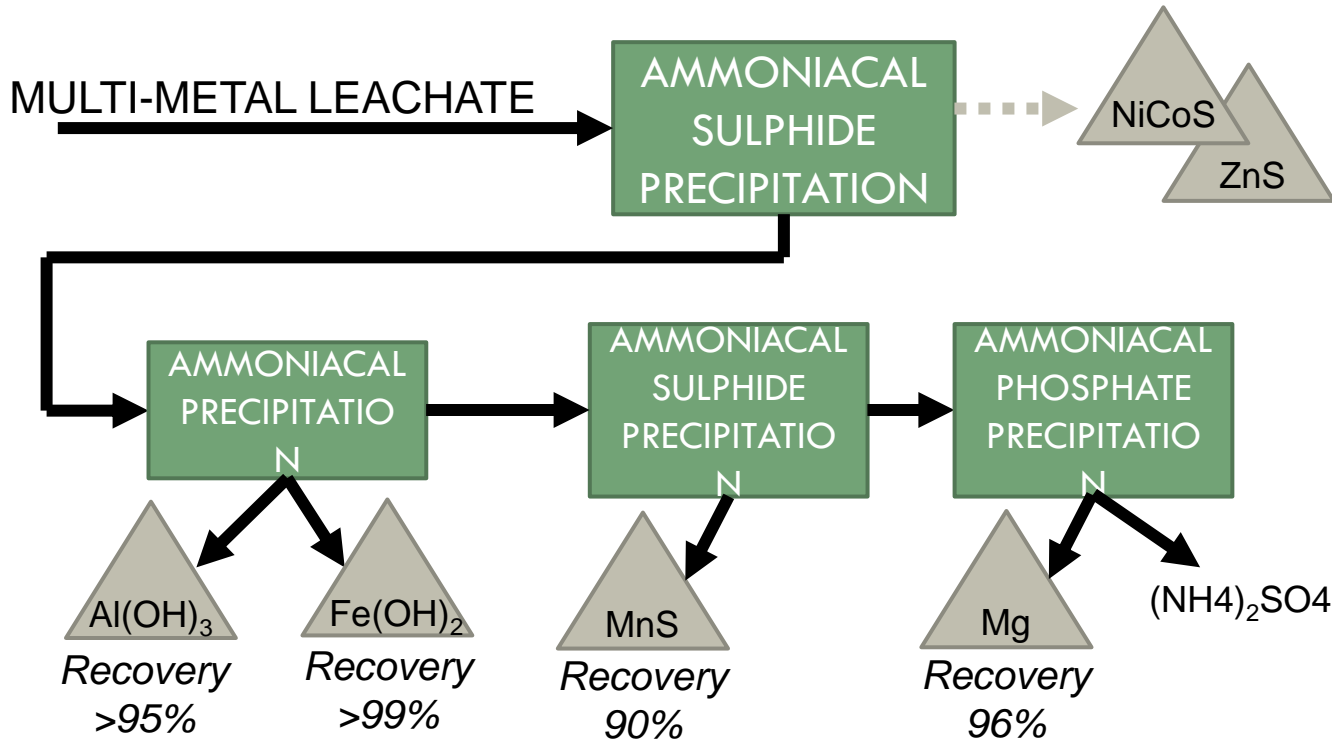 MULTI-METAL LEACHATE
AMMONIACAL
SULPHIDE
PRECIPITATION
NiCoS
ZnS
AMMONIACAL
PRECIPITATIO
N
AMMONIACAL
SULPHIDE
PRECIPITATIO
N
AMMONIACAL
PHOSPHATE
PRECIPITATIO
N
Al(OH)₃
Recovery
>95%
Fe(OH)₂
Recovery
>99%
MnS
Recovery
90%
Mg
Recovery
96%
(NH4)₂SO4